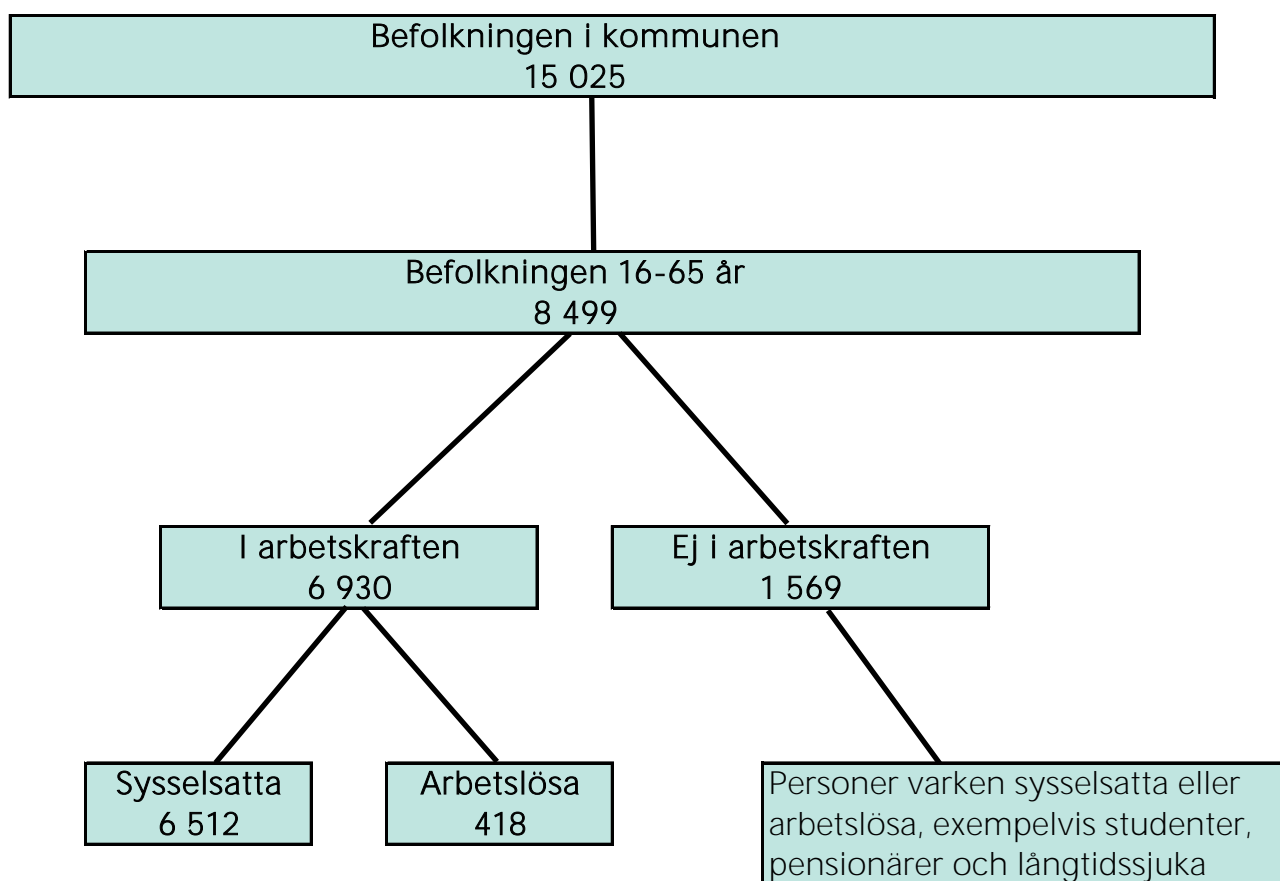 Befolkningen i kommunen
15 025
Befolkningen 16-65 år
8 499
I arbetskraften
6 930
Ej i arbetskraften
1 569
Sysselsatta
6 512
Arbetslösa
418
Personer varken sysselsatta eller
arbetslösa, exempelvis studenter,
pensionärer och långtidssjuka